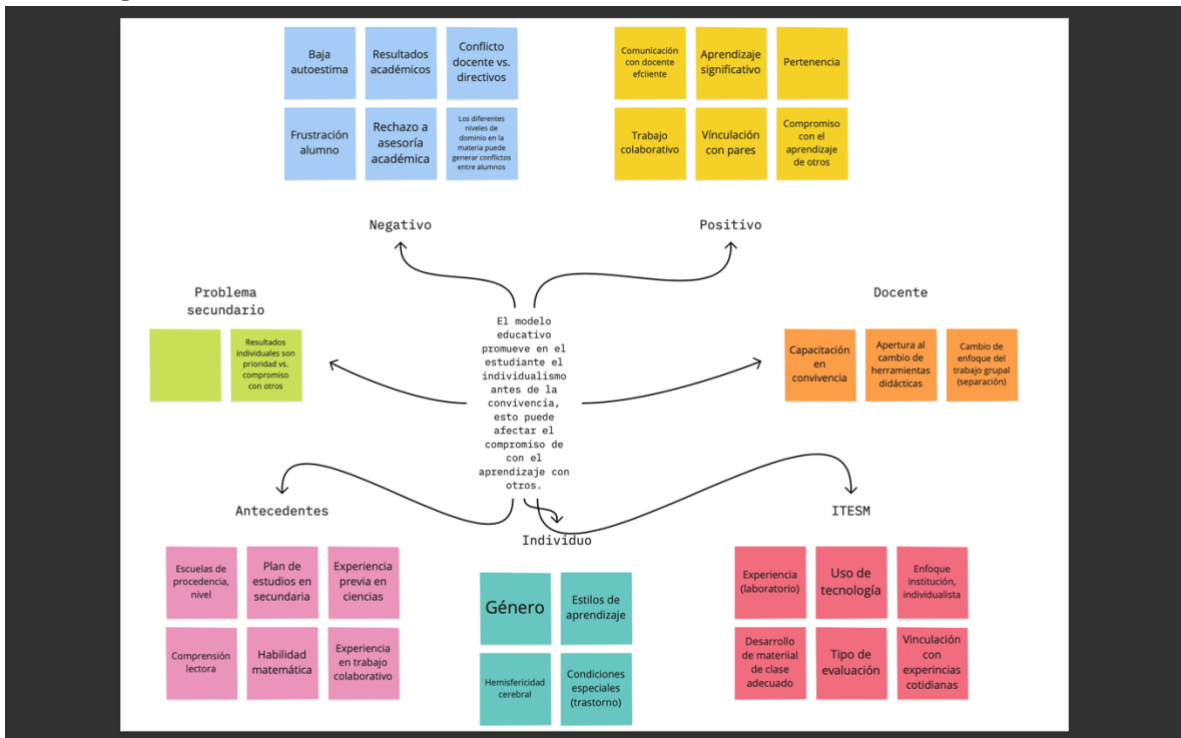 Baja
autoestima
Resultados
académicos
Conflicto
docente vs.
directivos
Frustración
alumno
Rechazo a
asesoría
académica
Los diferentes
niveles de
dominio en la
materia puede
generar conflictos
entre alumnos
Comunicación
con docente
efciiente
Aprendizaje
significativo
Pertenencia
Trabajo
colaborativo
Vínculación
con pares
Compromiso
con el
aprendizaje
de otros
Negativo
Positivo
Problema
secundario
Resultados
individuales son
prioridad vs.
compromiso
con otros
El modelo
educativo
promueve en el
estudiante el
individualismo
antes de la
convivencia,
esto puede
afectar el
compromiso de
con el
aprendizaje con
otros.
Docente
Capacitación
en
convivencia
Apertura al
cambio de
herramientas
didácticas
Cambio de
enfoque del
trabajo grupal
(separación)
Antecedentes
Escuelas de
procedencia,
nivel
Plan de
estudios en
secundaria
Experiencia
previa en
ciencias
Comprensión
lectora
Habilidad
matemática
Experiencia
en trabajo
colaborativo
Individuo
Género
Estilos de
aprendizaje
Hemisfericidad
cerebral
Condiciones
especiales
(trastorno)
ITESM
Experiencia
(laboratorio)
Uso de
tecnología
Enfoque
institución,
individualista
Desarrollo
de materiial
de clase
adecuado
Tipo de
evaluación
Vinculación
con
experincias
cotidianas